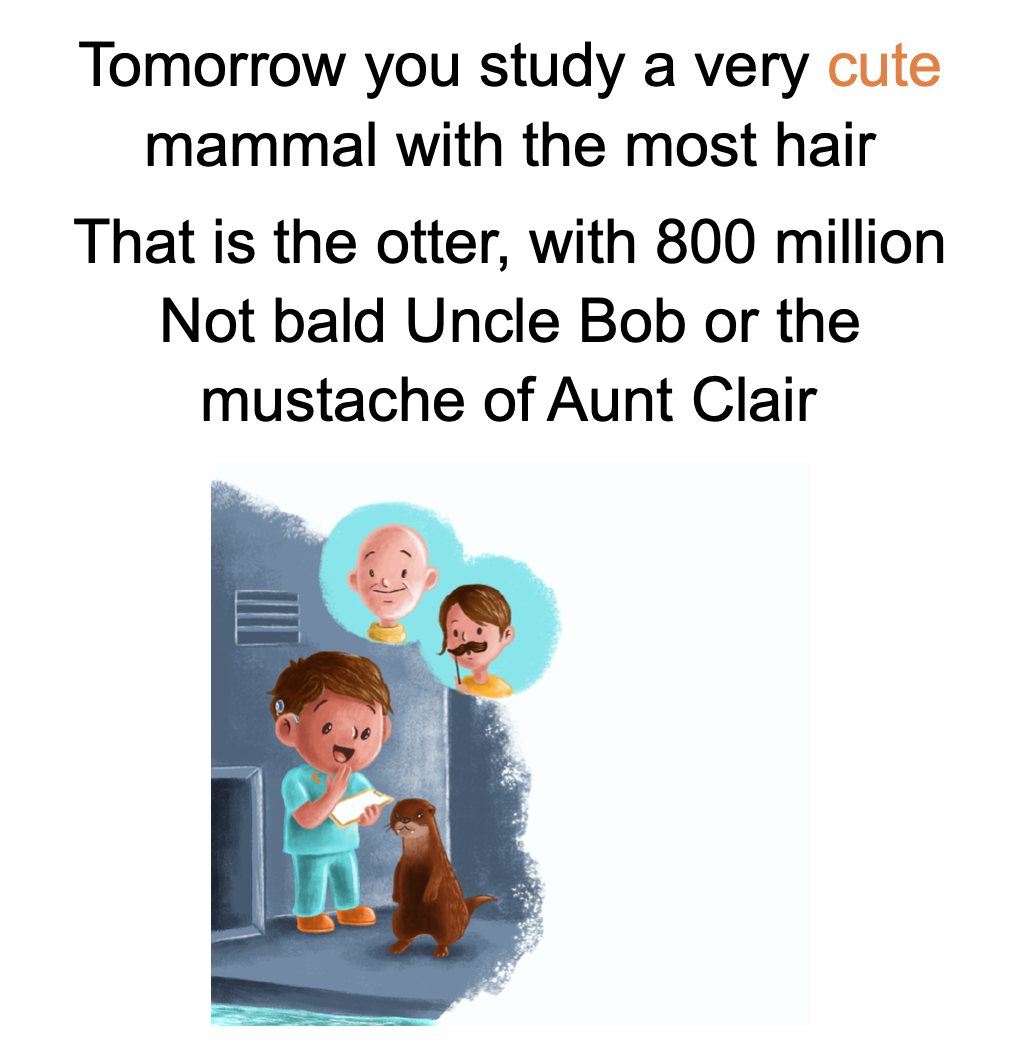 Tomorrow you study a very cute
mammal with the most hair
That is the otter, with 800 million
Not bald Uncle Bob or the
mustache of Aunt Clair